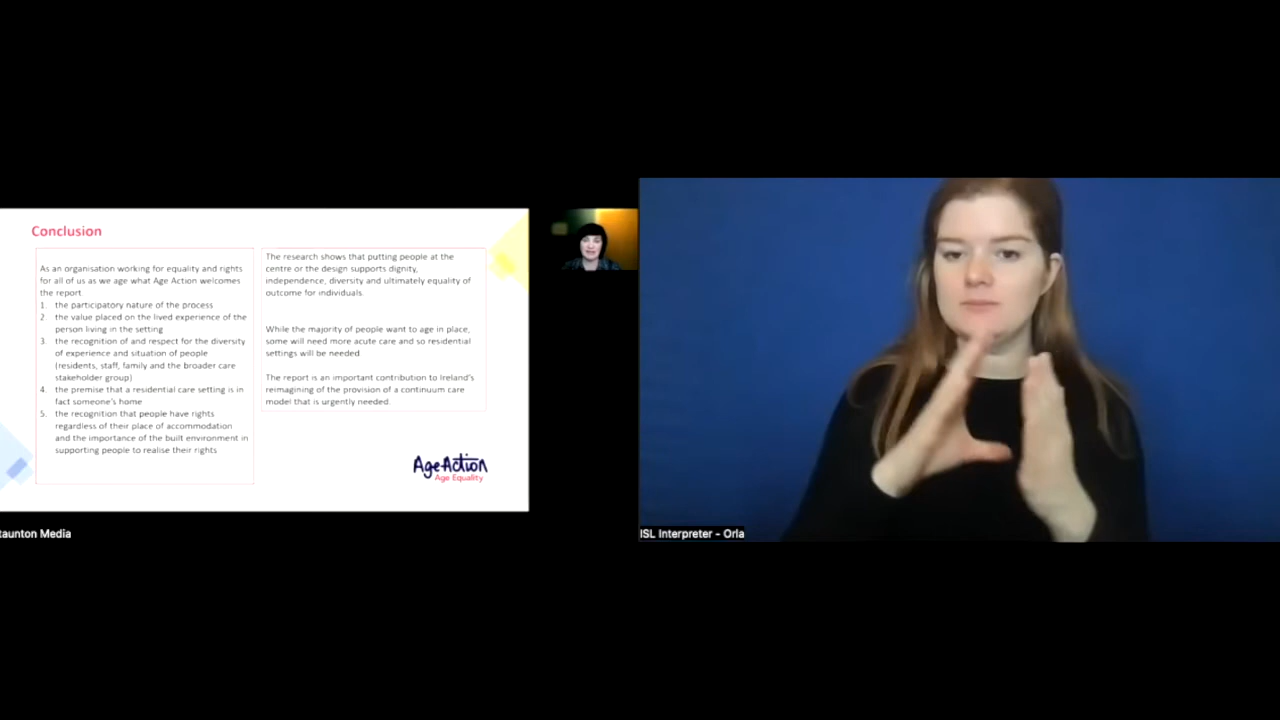 Conclusion
As an organisation working for equality and rights
for all of us as we age what Age Action welcomes
the report
1. the participatory nature of the process
2. the value placed on the lived experience of the
person living in the setting
3. the recognition of and respect for the diversity
of experience and situation of people
(residents, staff, family and the broader care
stakeholder group)
4. the premise that a residential care setting is in
fact someone's home
5. the recognition that people have rights
regardless of their place of accommodation
and the importance of the built environment in
supporting people to realise their rights
The research shows that putting people at the
centre or the design supports dignity,
independence, diversity and ultimately equality of
outcome for individuals.
While the majority of people want to age in place,
some will need more acute care and so residential
settings will be needed
The report is an important contribution to Ireland's
reimagining of the provision of a continuum care
model that is urgently needed.
Age Action
Age Equality
taunton Media
ISL Interpreter - Orla